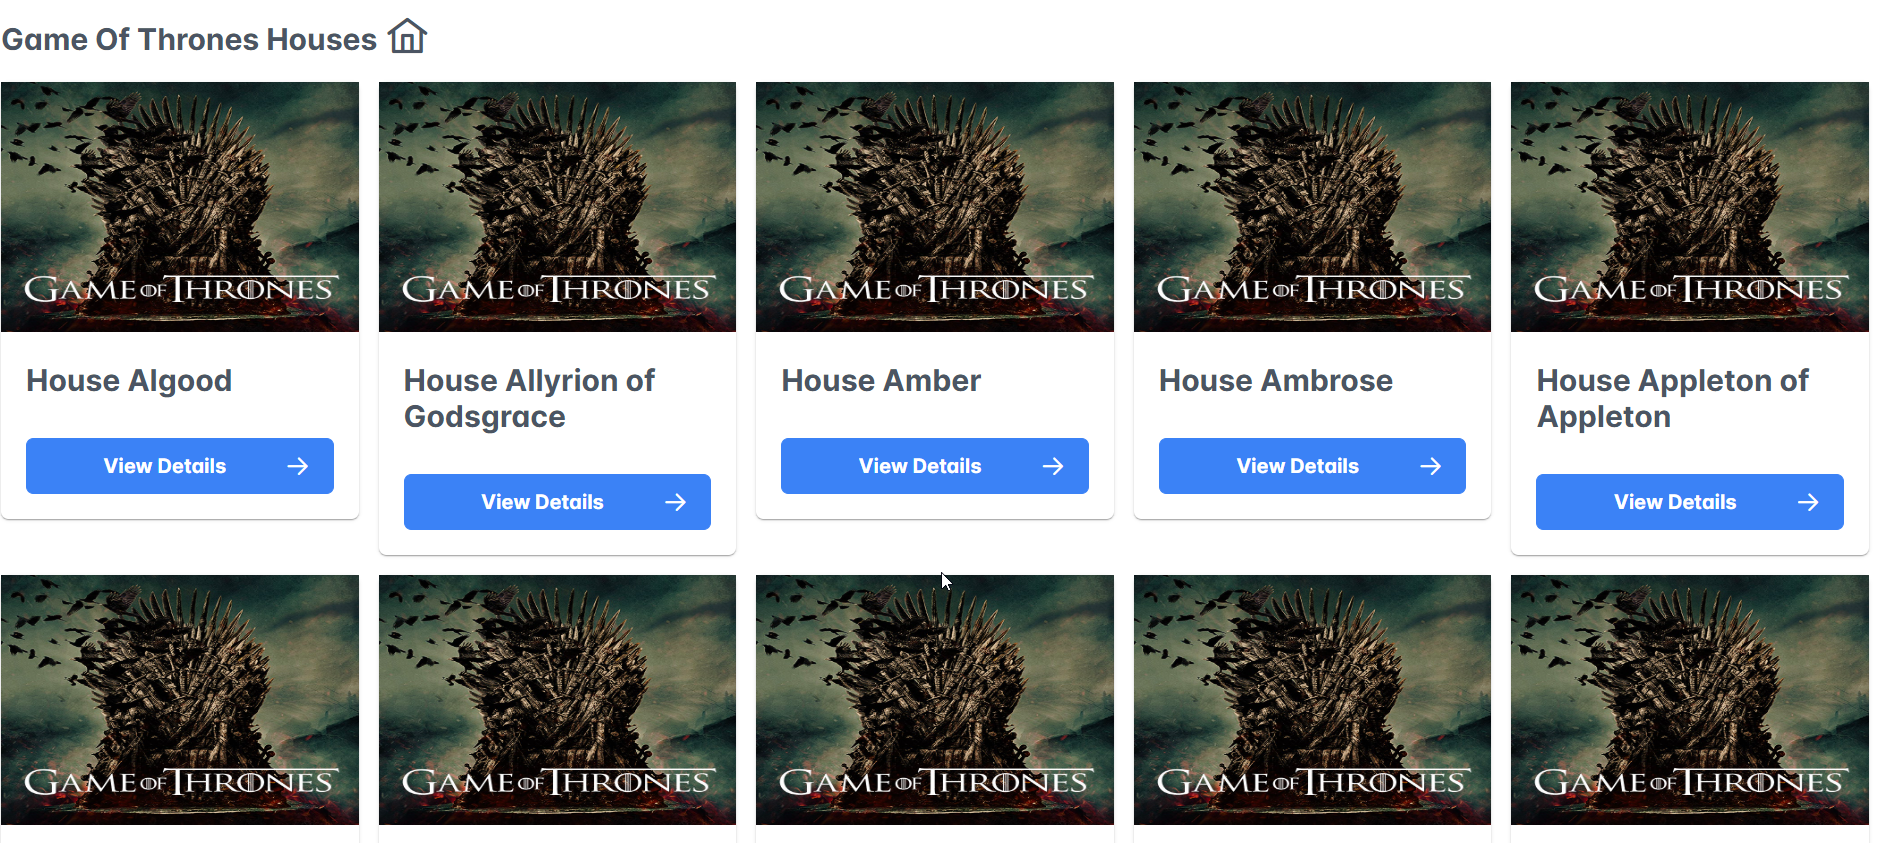 Game Of Thrones Houses
GAME OF THRONES
GAME OF THRONES
GAME OF THRONES
GAME OF THRONES
GAME OF THRONES
House Algood
View Details
House Allyrion of
Godsgrace
View Details
House Amber
View Details
House Ambrose
View Details
House Appleton of
Appleton
View Details
GAME OF THRONES
GAME OF THRONES
GAME OF THRONES
GAME OF THRONES
GAME OF THRONES